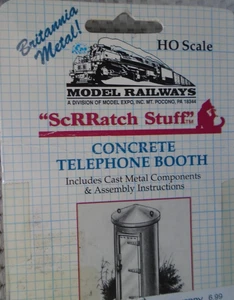 Britannia
Metal!
HO Scale
MODEL RAILWAYS
A DIVISION OF MODEL EXPO, INC. MT. POCONO, PA 18344
"ScRRatch Stuff"™
CONCRETE
TELEPHONE BOOTH
Includes Cast Metal Components
& Assembly Instructions
6.99